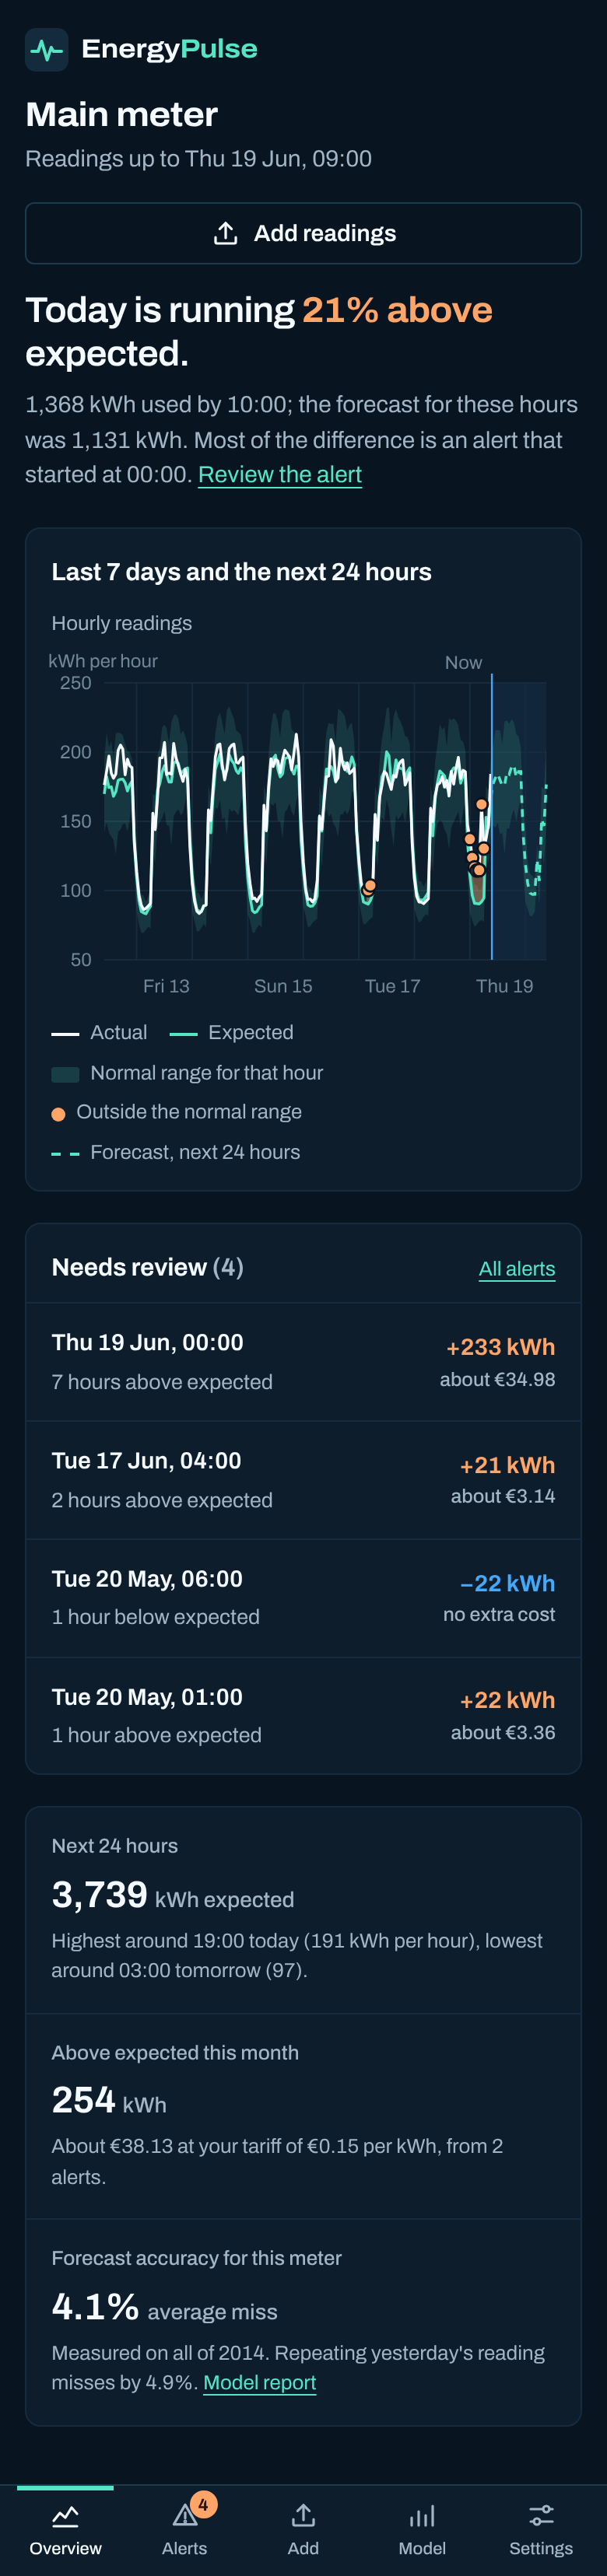 EnergyPulse
Main meter
Readings up to Thu 19 Jun, 09:00
Add readings
Today is running 21% above
expected.
1,368 kWh used by 10:00; the forecast for these hours
was 1,131 kWh. Most of the difference is an alert that
started at 00:00. Review the alert
Last 7 days and the next 24 hours
Hourly readings
kWh per hour
Now
250
200
150
100
50
Fri 13 Sun 15 Tue 17 Thu 19
Actual Expected
Normal range for that hour
Outside the normal range
Forecast, next 24 hours
Needs review (4) All alerts
Thu 19 Jun, 00:00 +233 kWh
7 hours above expected about €34.98
Tue 17 Jun, 04:00 +21 kWh
2 hours above expected about €3.14
Tue 20 May, 06:00 −22 kWh
1 hour below expected no extra cost
Tue 20 May, 01:00 +22 kWh
1 hour above expected about €3.36
Next 24 hours
3,739 kWh expected
Highest around 19:00 today (191 kWh per hour), lowest
around 03:00 tomorrow (97).
Above expected this month
254 kWh
About €38.13 at your tariff of €0.15 per kWh, from 2
alerts.
Forecast accuracy for this meter
4.1% average miss
Measured on all of 2014. Repeating yesterday's reading
misses by 4.9%. Model report
4
Overview Alerts Add Model Settings